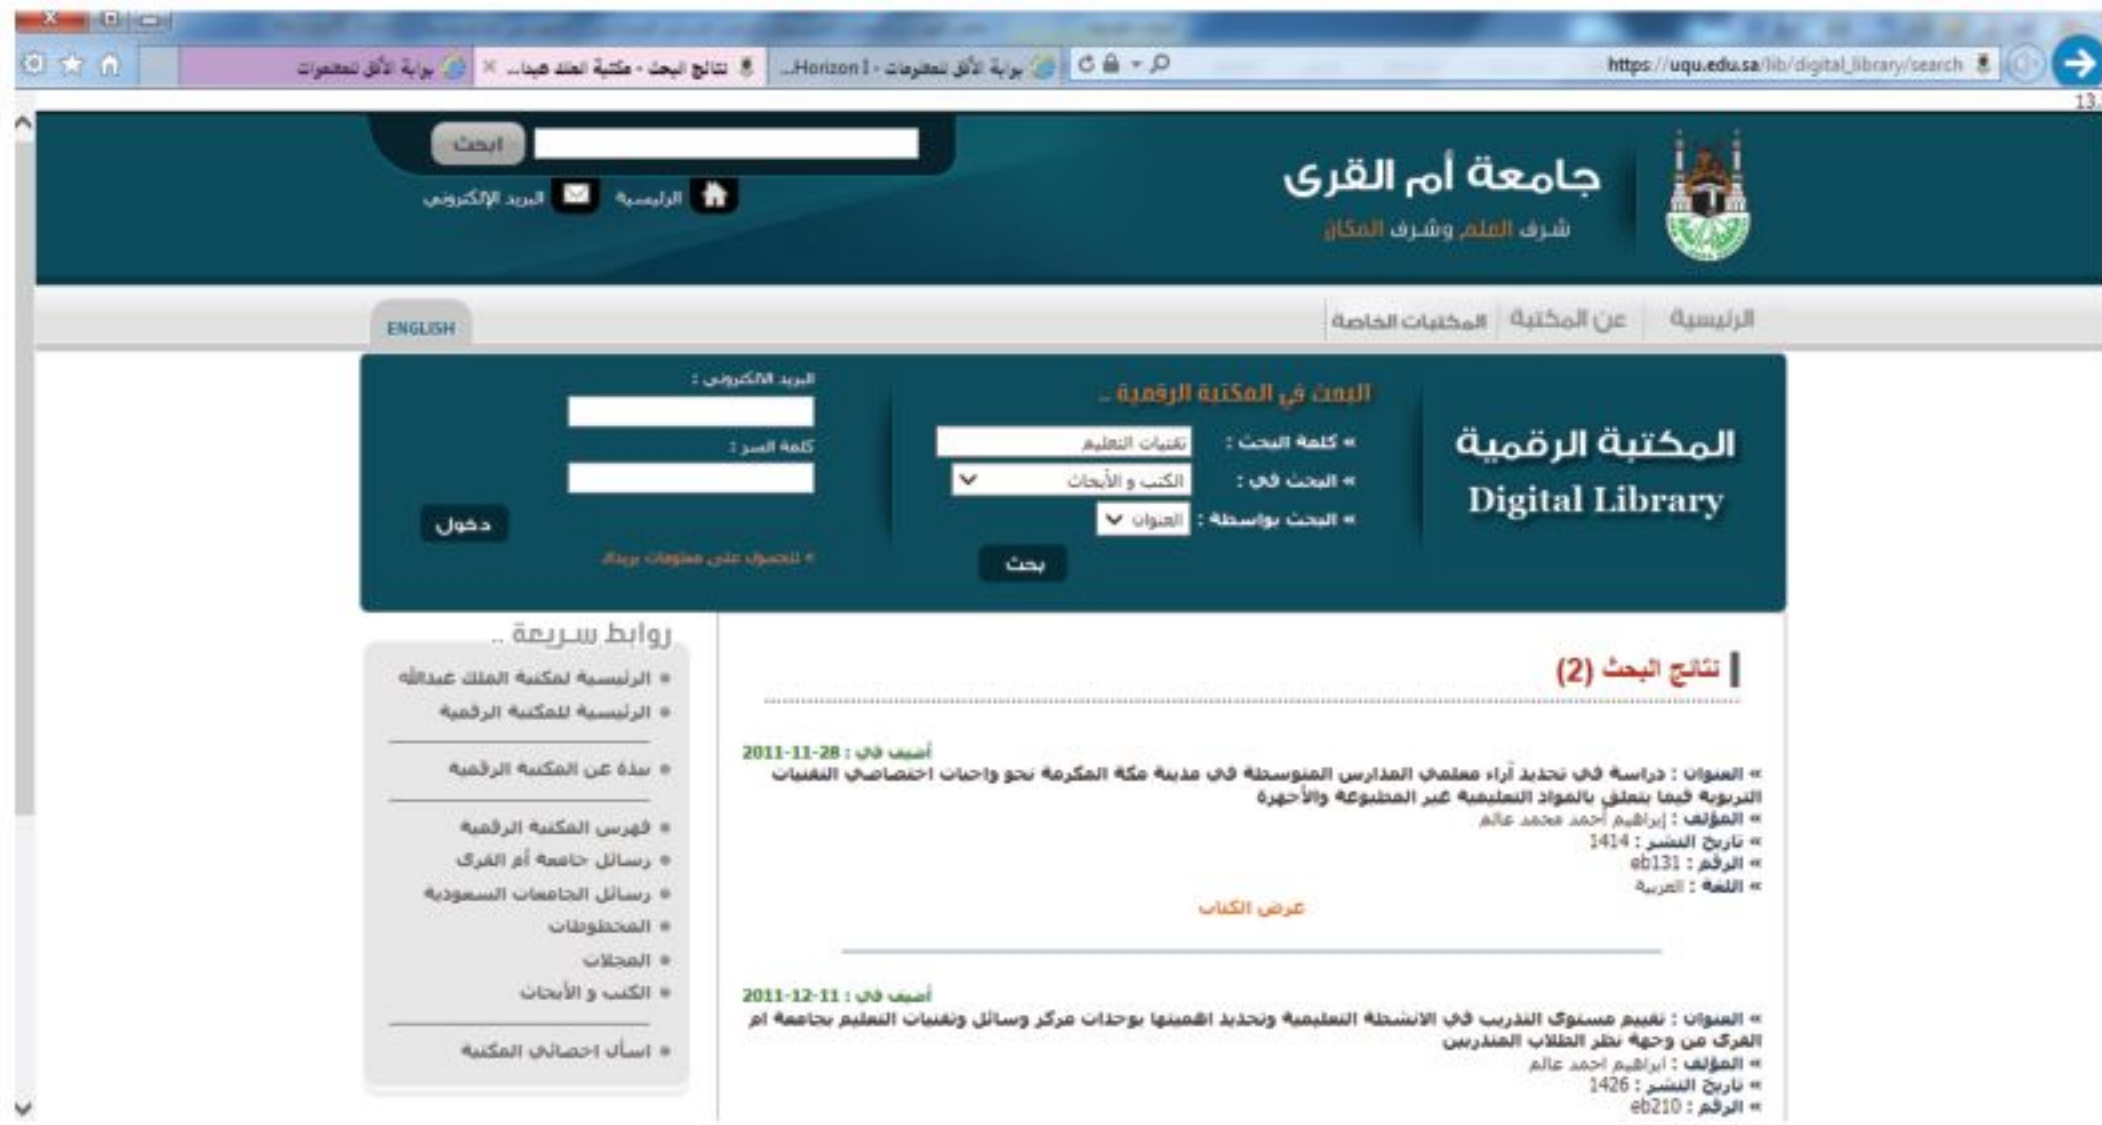 https://uqu.edu.sa/lib/digital_library/search
بوابة الأفق للمعلومات - Horizon I...
نتائج البحث - مكتبة الملك عبدا...
بوابة الأفق للمعلومات
13.
ابحث
الرئيسية
البريد الإلكتروني
جامعة أم القرى
شرف العلم وشرف المكان
الرئيسية
عن المكتبة
المكتبات الخاصة
ENGLISH
المكتبة الرقمية
Digital Library
البحث في المكتبة الرقمية ..
» كلمة البحث : تقنيات التعليم
» البحث في : الكتب و الأبحاث
» البحث بواسطة : العنوان
بحث
البريد الالكتروني :
كلمة السر :
دخول
» للحصول على معلومات بريدك
نتائج البحث (2)
أضيف في : 28-11-2011
» العنوان : دراسة في تحديد آراء معلمي المدارس المتوسطة في مدينة مكة المكرمة نحو واجبات اختصاصي التقنيات
التربوية فيما يتعلق بالمواد التعليمية غير المطبوعة والأجهزة
» المؤلف : إبراهيم أحمد محمد عالم
» تاريخ النشر : 1414
» الرقم : eb131
» اللغة : العربية
عرض الكتاب
أضيف في : 11-12-2011
» العنوان : تقييم مستوى التدريب في الانشطة التعليمية وتحديد اهميتها بوحدات مركز وسائل وتقنيات التعليم بجامعة ام
القرى من وجهة نظر الطلاب المتدربين
» المؤلف : ابراهيم احمد عالم
» تاريخ النشر : 1426
» الرقم : eb210
روابط سريعة ..
الرئيسية لمكتبة الملك عبدالله
الرئيسية للمكتبة الرقمية
نبذة عن المكتبة الرقمية
فهرس المكتبة الرقمية
رسائل جامعة أم القرى
رسائل الجامعات السعودية
المخطوطات
المجلات
الكتب و الأبحاث
اسأل اخصائي المكتبة